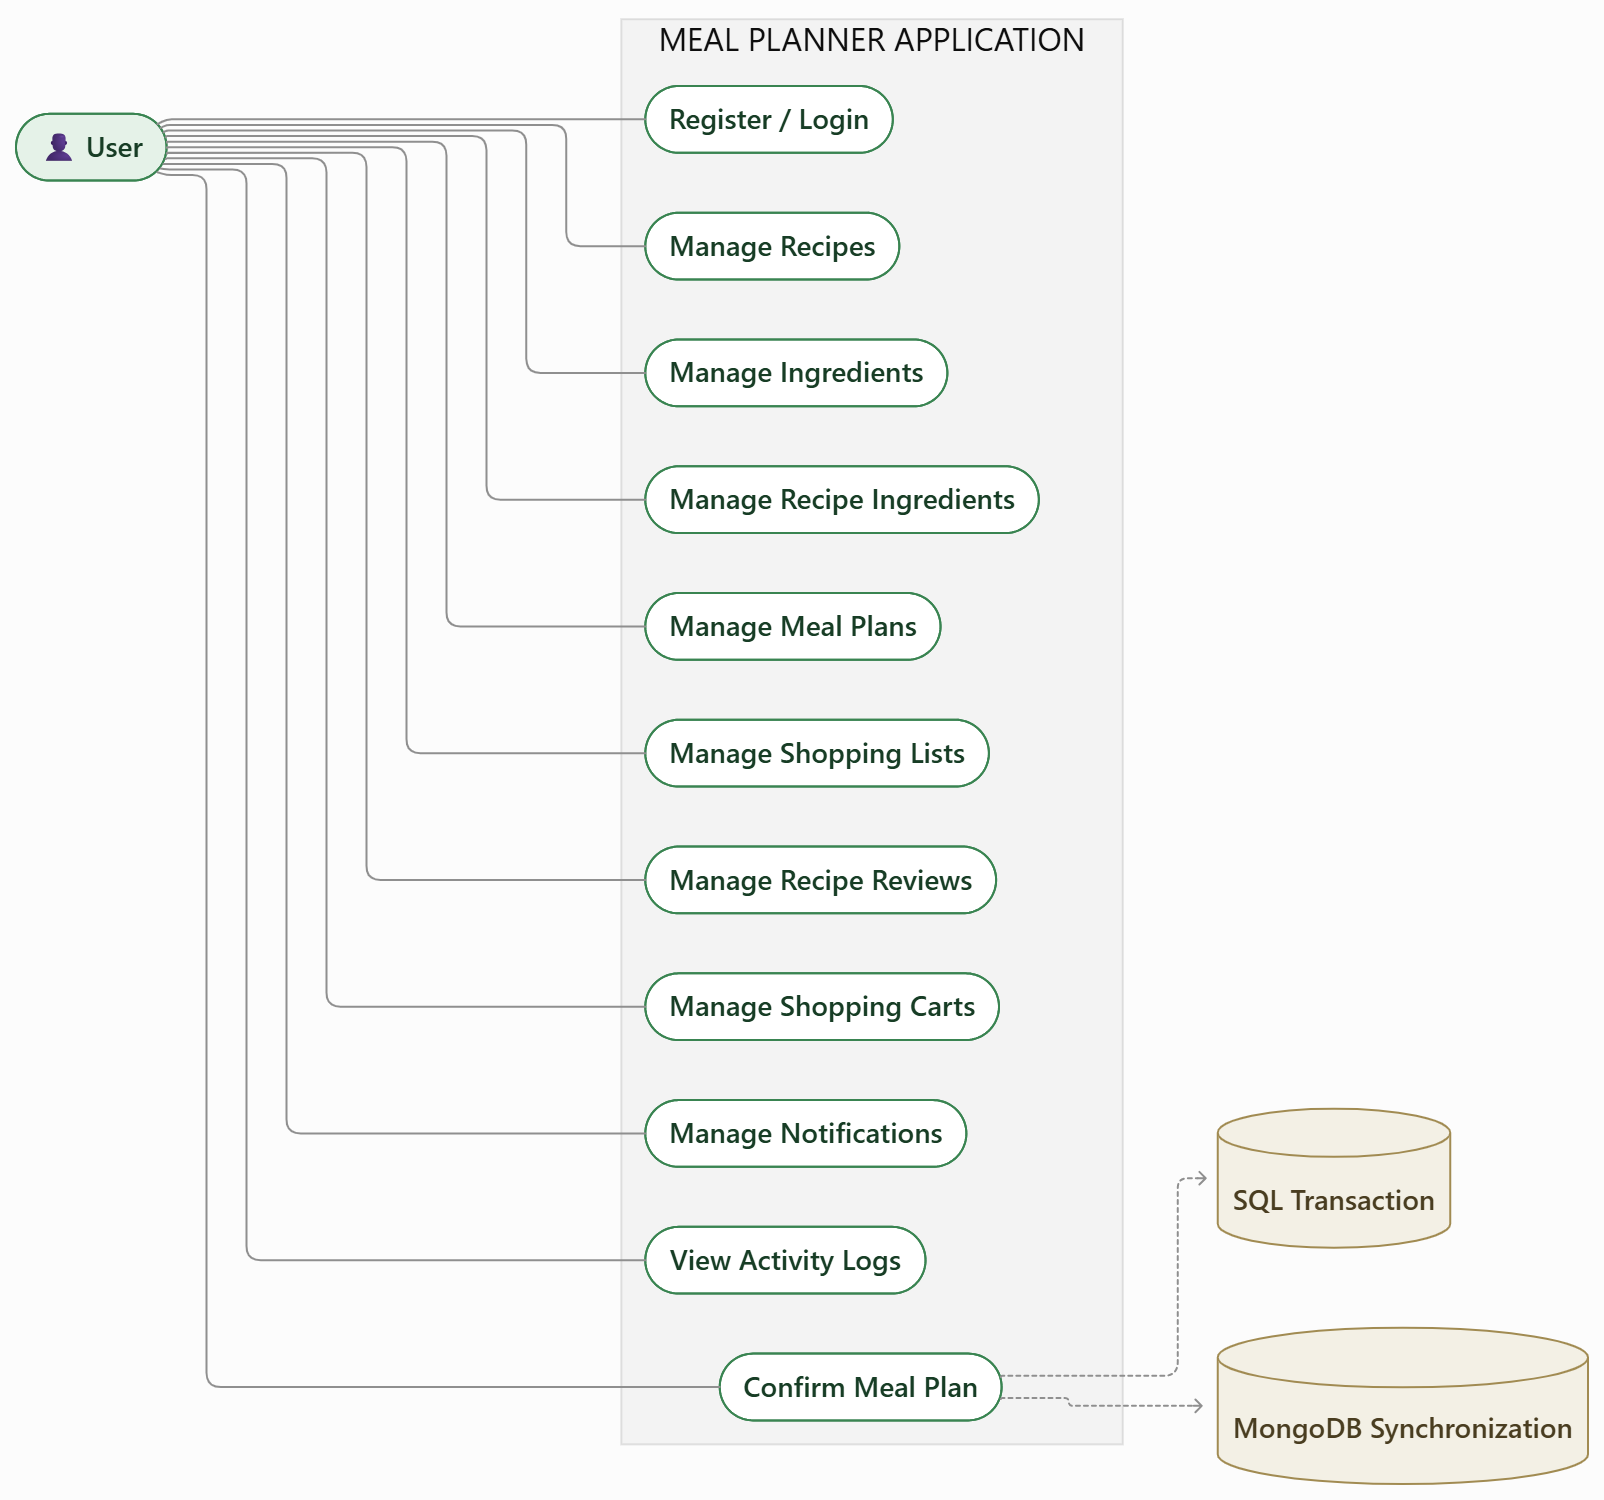 MEAL PLANNER APPLICATION
User
Register / Login
Manage Recipes
Manage Ingredients
Manage Recipe Ingredients
Manage Meal Plans
Manage Shopping Lists
Manage Recipe Reviews
Manage Shopping Carts
Manage Notifications
View Activity Logs
Confirm Meal Plan
SQL Transaction
MongoDB Synchronization